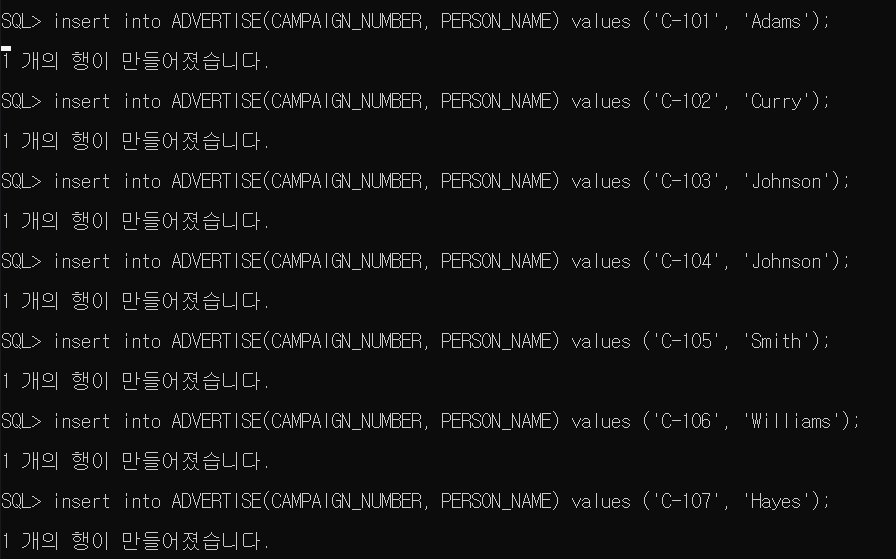 SQL> insert into ADVERTISE(CAMPAIGN_NUMBER, PERSON_NAME) values ('C-101', 'Adams');
1 개의 행이 만들어졌습니다.
SQL> insert into ADVERTISE(CAMPAIGN_NUMBER, PERSON_NAME) values ('C-102', 'Curry');
1 개의 행이 만들어졌습니다.
SQL> insert into ADVERTISE(CAMPAIGN_NUMBER, PERSON_NAME) values ('C-103', 'Johnson');
1 개의 행이 만들어졌습니다.
SQL> insert into ADVERTISE(CAMPAIGN_NUMBER, PERSON_NAME) values ('C-104', 'Johnson');
1 개의 행이 만들어졌습니다.
SQL> insert into ADVERTISE(CAMPAIGN_NUMBER, PERSON_NAME) values ('C-105', 'Smith');
1 개의 행이 만들어졌습니다.
SQL> insert into ADVERTISE(CAMPAIGN_NUMBER, PERSON_NAME) values ('C-106', 'Williams');
1 개의 행이 만들어졌습니다.
SQL> insert into ADVERTISE(CAMPAIGN_NUMBER, PERSON_NAME) values ('C-107', 'Hayes');
1 개의 행이 만들어졌습니다.